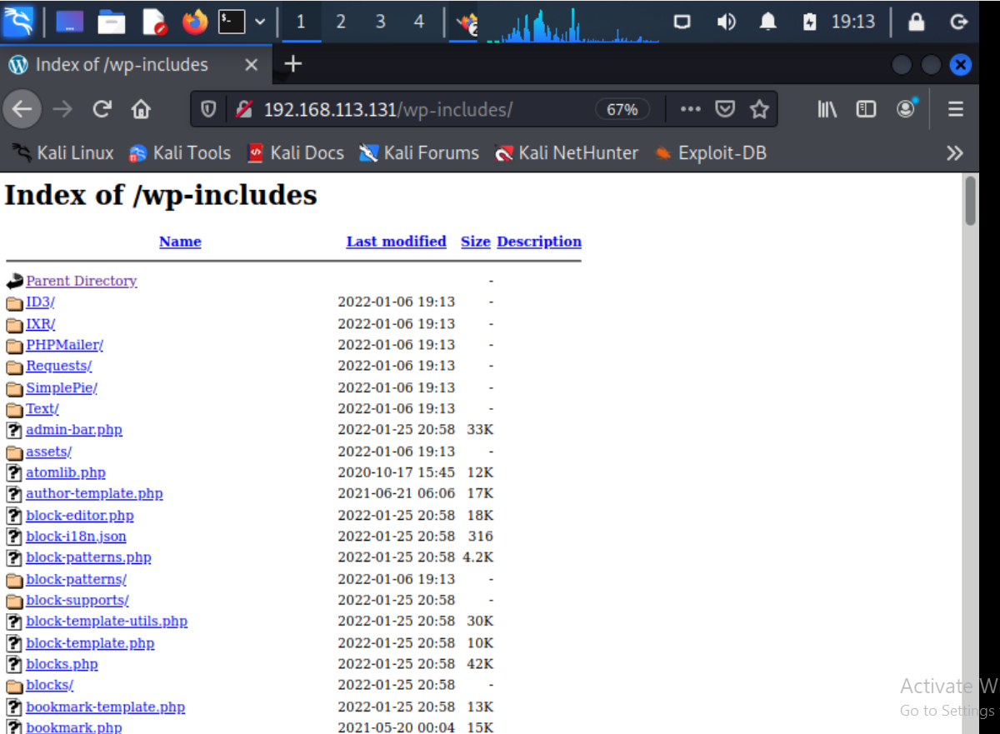 1 2 3 4 2 19:13
Index of /wp-includes
192.168.113.131/wp-includes/ 67%
Kali Linux Kali Tools Kali Docs Kali Forums Kali NetHunter Exploit-DB
Index of /wp-includes
Name Last modified Size Description
Parent Directory -
ID3/ 2022-01-06 19:13 -
IXR/ 2022-01-06 19:13 -
PHPMailer/ 2022-01-06 19:13 -
Requests/ 2022-01-06 19:13 -
SimplePie/ 2022-01-06 19:13 -
Text/ 2022-01-06 19:13 -
admin-bar.php 2022-01-25 20:58 33K
assets/ 2022-01-06 19:13 -
atomlib.php 2020-10-17 15:45 12K
author-template.php 2021-06-21 06:06 17K
block-editor.php 2022-01-25 20:58 18K
block-i18n.json 2022-01-25 20:58 316
block-patterns.php 2022-01-25 20:58 4.2K
block-patterns/ 2022-01-06 19:13 -
block-supports/ 2022-01-25 20:58 -
block-template-utils.php 2022-01-25 20:58 30K
block-template.php 2022-01-25 20:58 10K
blocks.php 2022-01-25 20:58 42K
blocks/ 2022-01-25 20:58 -
bookmark-template.php 2022-01-25 20:58 13K
bookmark.php 2021-05-20 00:04 15K
Activate W
Go to Settings